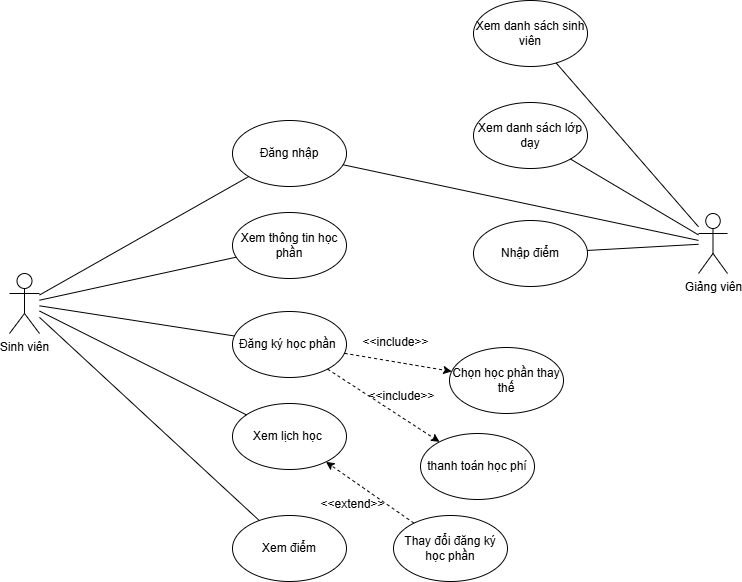 Xem danh sách sinh
viên
Đăng nhập
Xem danh sách lớp
dạy
Xem thông tin học
phần
Nhập điểm
Giảng viên
Sinh viên
Đăng ký học phần
<<include>>
Chọn học phần thay
thế
<<include>>
Xem lịch học
thanh toán học phí
<<extend>>
Xem điểm
Thay đổi đăng ký
học phần